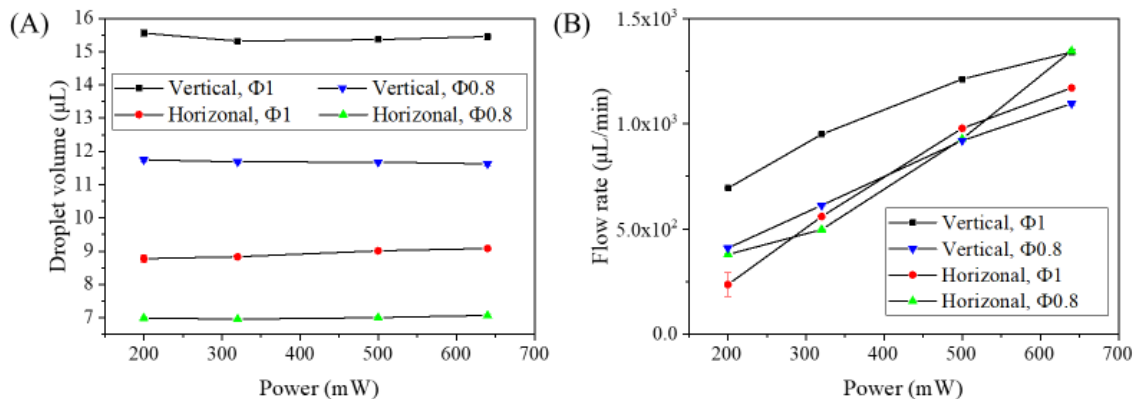 (A)
Droplet volume (μL)
16
15
14
13
12
11
10
9
8
7
Vertical, Φ1
Vertical, Φ0.8
Horizonal, Φ1
Horizonal, Φ0.8
200
300
400
500
600
700
Power (mW)
(B)
Flow rate (μL/min)
1.5x10³
1.0x10³
5.0x10²
0.0
Vertical, Φ1
Vertical, Φ0.8
Horizonal, Φ1
Horizonal, Φ0.8
200
300
400
500
600
700
Power (mW)